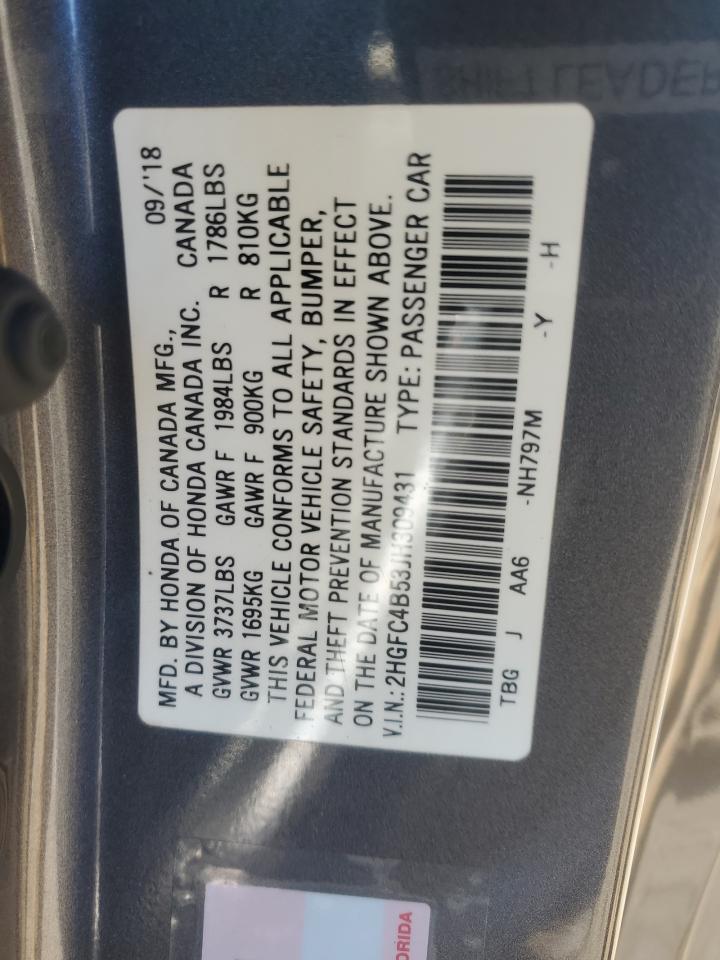 MFD. BY HONDA OF CANADA MFG., 09/'18
A DIVISION OF HONDA CANADA INC. CANADA
GVWR 3737LBS GAWR F 1984LBS R 1786LBS
GVWR 1695KG GAWR F 900KG R 810KG
THIS VEHICLE CONFORMS TO ALL APPLICABLE
FEDERAL MOTOR VEHICLE SAFETY, BUMPER,
AND THEFT PREVENTION STANDARDS IN EFFECT
ON THE DATE OF MANUFACTURE SHOWN ABOVE.
V.I.N.: 2HGFC4B53JH309431 TYPE: PASSENGER CAR
TBG J AA6 -NH797M -Y -H
SHIFT LEADER